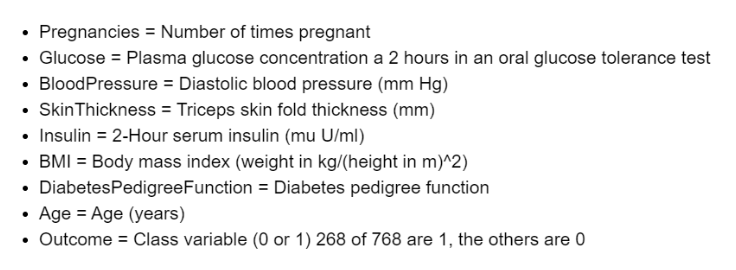 • Pregnancies = Number of times pregnant
• Glucose = Plasma glucose concentration a 2 hours in an oral glucose tolerance test
• BloodPressure = Diastolic blood pressure (mm Hg)
• SkinThickness = Triceps skin fold thickness (mm)
• Insulin = 2-Hour serum insulin (mu U/ml)
• BMI = Body mass index (weight in kg/(height in m)^2)
• DiabetesPedigreeFunction = Diabetes pedigree function
• Age = Age (years)
• Outcome = Class variable (0 or 1) 268 of 768 are 1, the others are 0